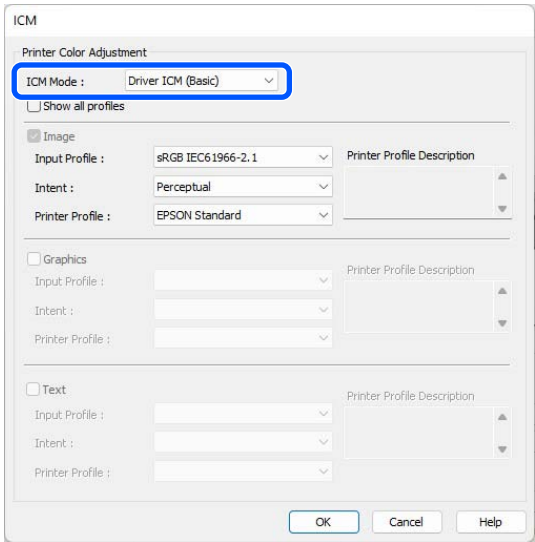 ICM
Printer Color Adjustment
ICM Mode : Driver ICM (Basic)
Show all profiles
Image
Input Profile : sRGB IEC61966-2.1 Printer Profile Description
Intent : Perceptual
Printer Profile : EPSON Standard
Graphics
Input Profile : Printer Profile Description
Intent :
Printer Profile :
Text
Input Profile : Printer Profile Description
Intent :
Printer Profile :
OK Cancel Help